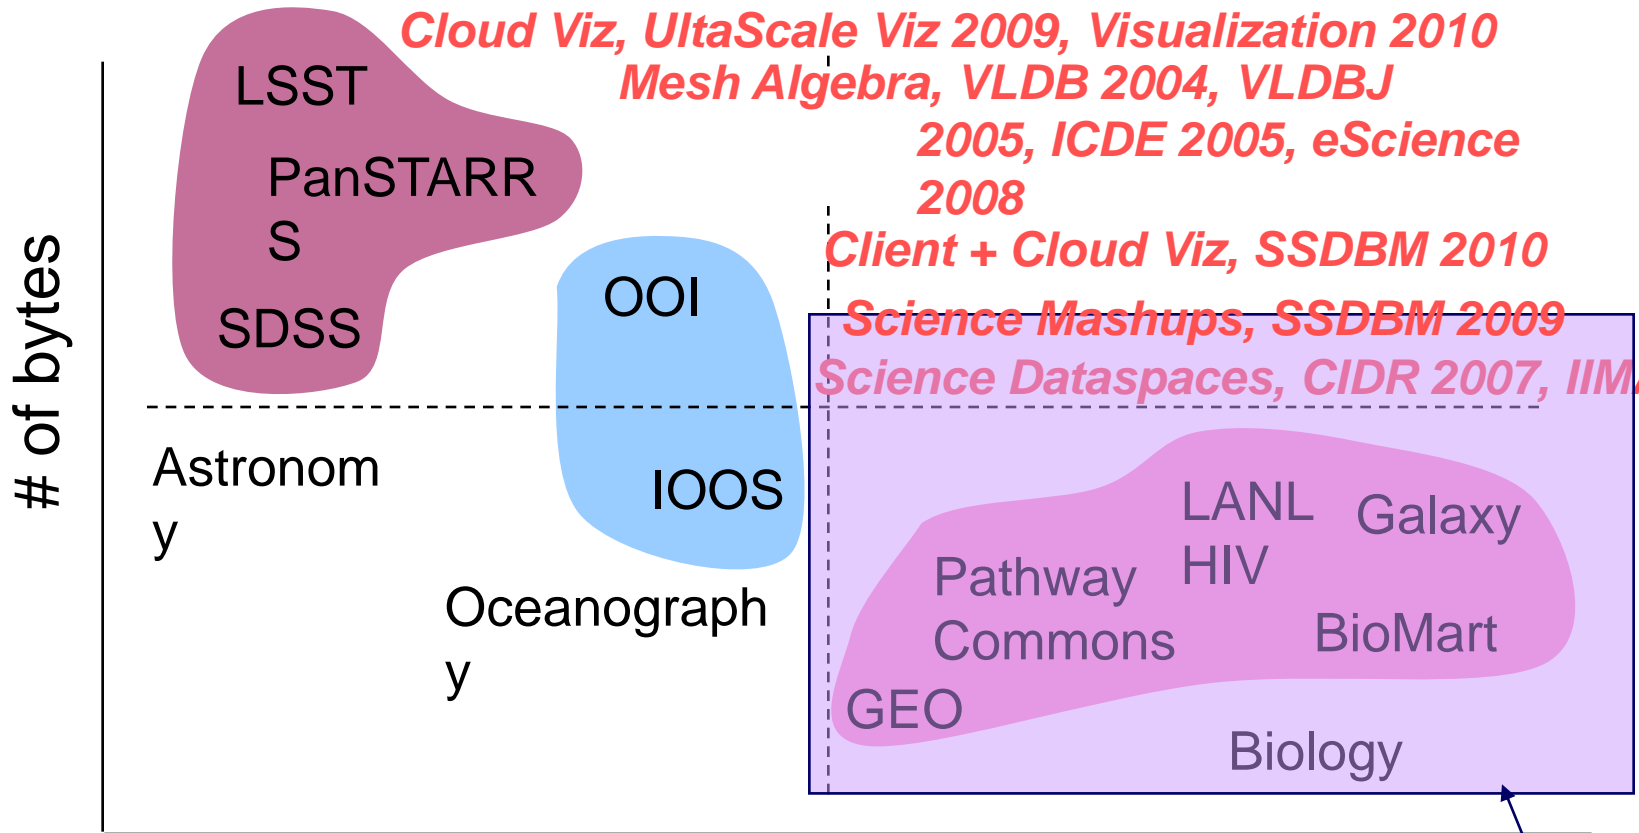 Cloud Viz, UltaScale Viz 2009, Visualization 2010
Mesh Algebra, VLDB 2004, VLDBJ
2005, ICDE 2005, eScience
2008
Client + Cloud Viz, SSDBM 2010
Science Mashups, SSDBM 2009
Science Dataspaces, CIDR 2007, IIMA
# of bytes
LSST
PanSTARR
S
SDSS
OOI
IOOS
Astronom
y
Oceanograph
y
LANL
HIV
Galaxy
Pathway
Commons
BioMart
GEO
Biology